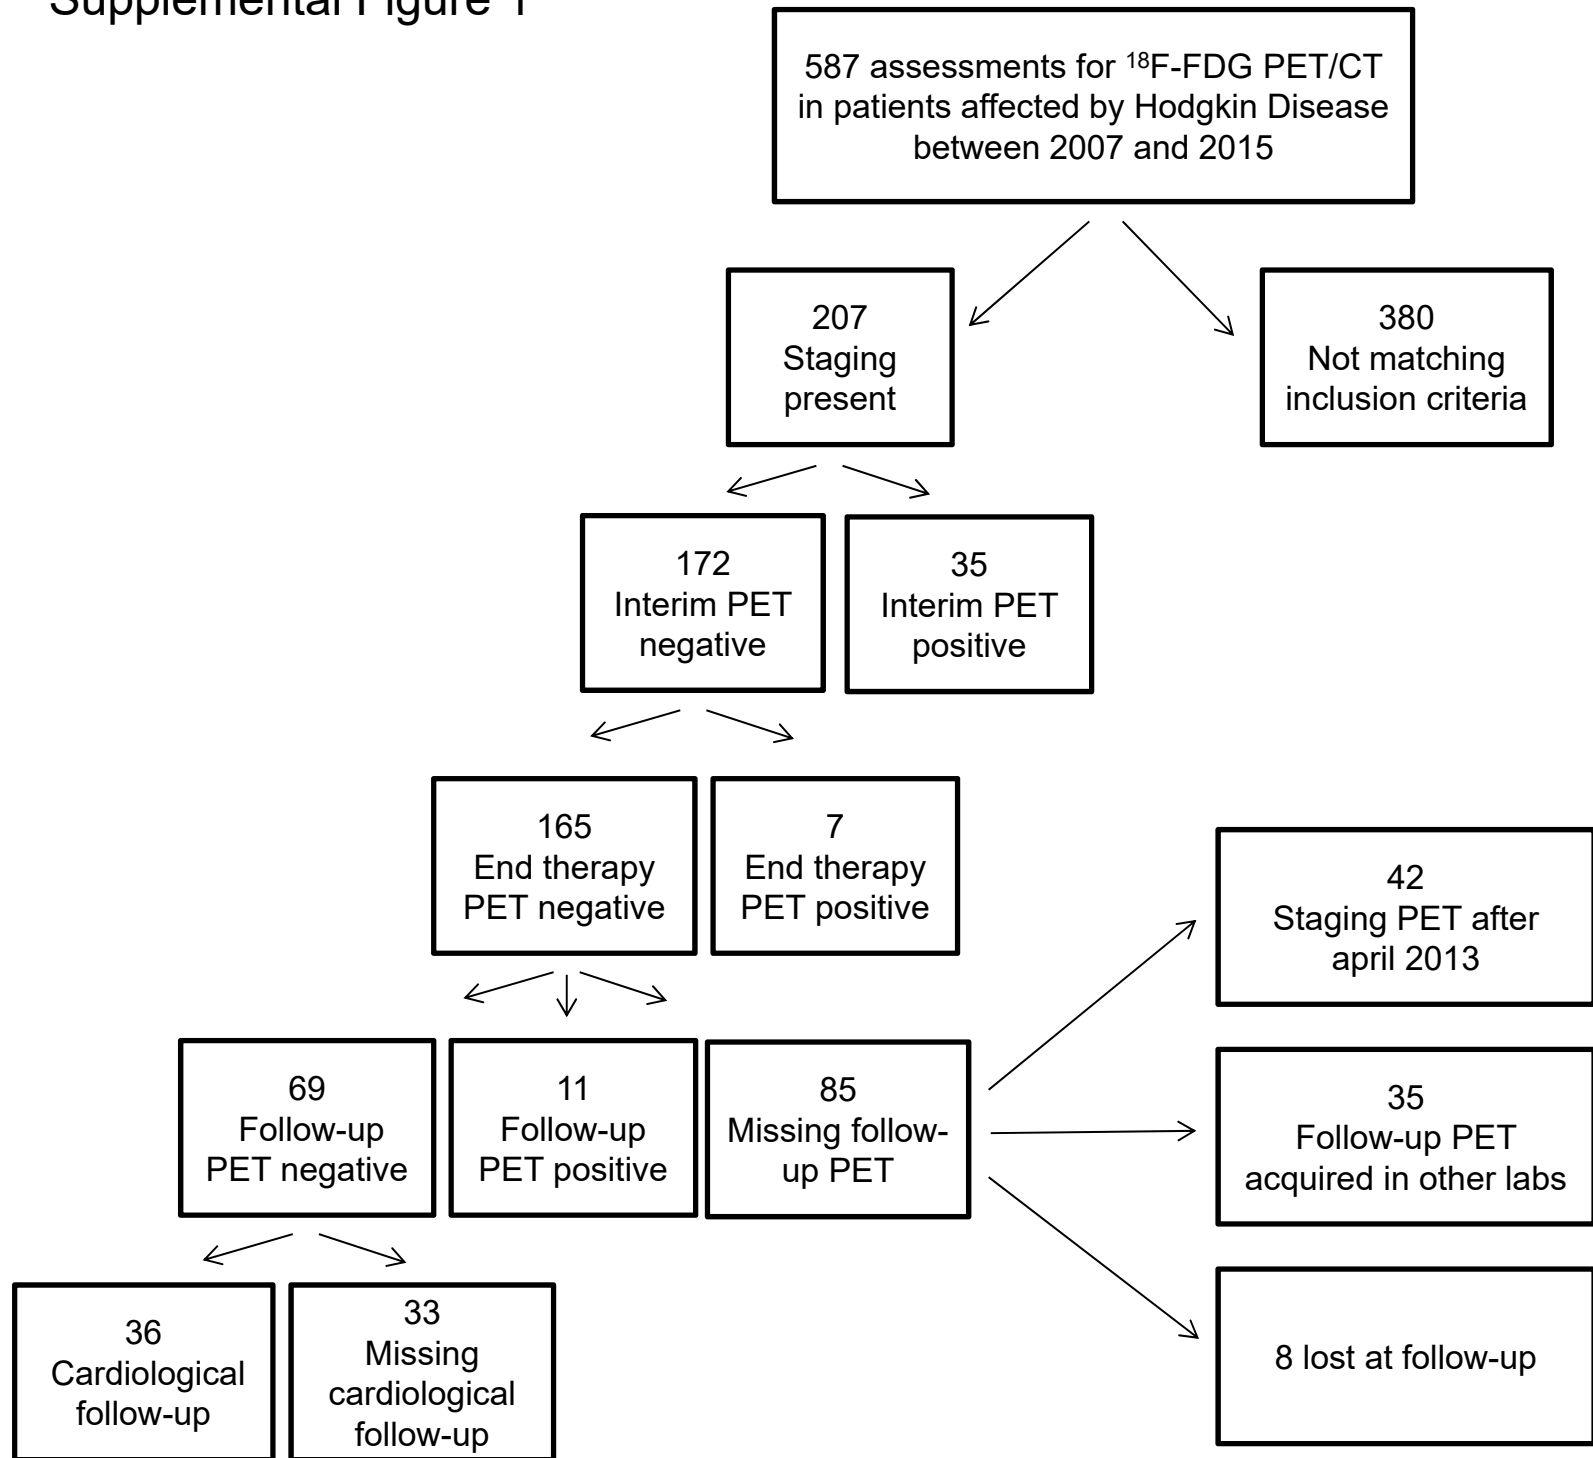 Supplemental Figure 1
587 assessments for ¹⁸F-FDG PET/CT
in patients affected by Hodgkin Disease
between 2007 and 2015
207
Staging
present
380
Not matching
inclusion criteria
172
Interim PET
negative
35
Interim PET
positive
165
End therapy
PET negative
7
End therapy
PET positive
42
Staging PET after
april 2013
69
Follow-up
PET negative
11
Follow-up
PET positive
85
Missing follow-
up PET
35
Follow-up PET
acquired in other labs
36
Cardiological
follow-up
33
Missing
cardiological
follow-up
8 lost at follow-up